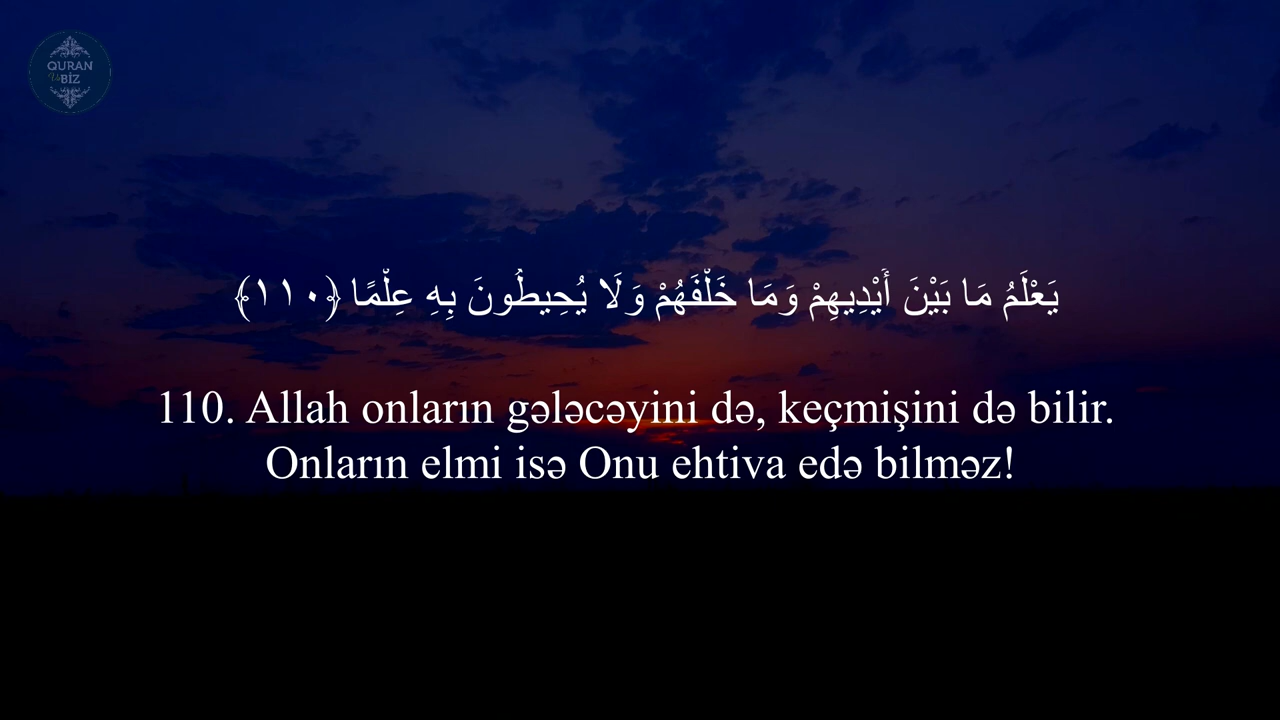 QURAN
Və BİZ
يَعْلَمُ مَا بَيْنَ أَيْدِيهِمْ وَمَا خَلْفَهُمْ وَلَا يُحِيطُونَ بِهِ عِلْمًا ﴿١١٠﴾
110. Allah onların gələcəyini də, keçmişini də bilir.
Onların elmi isə Onu ehtiva edə bilməz!